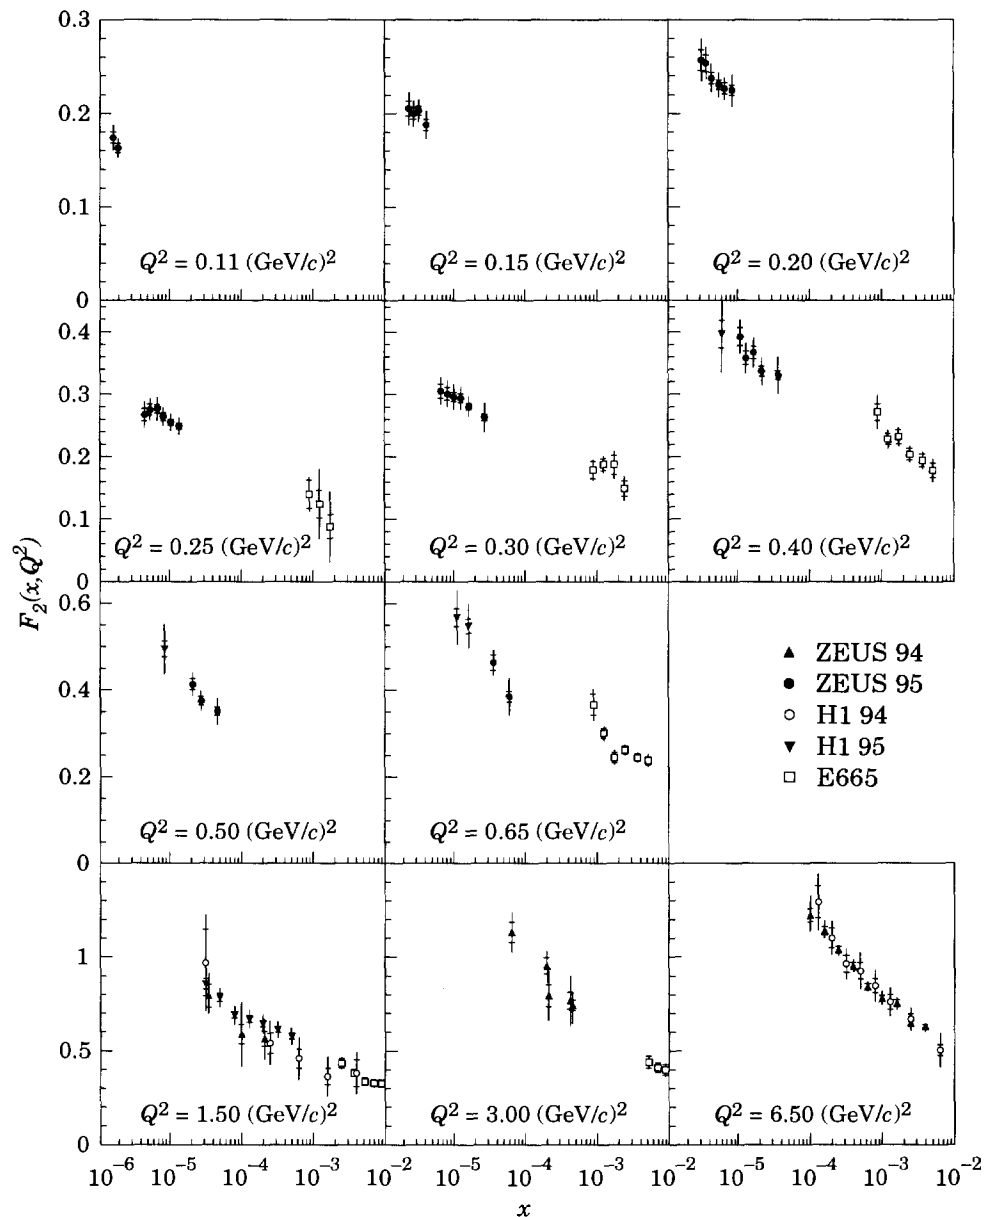 0.3
0.2
0.1
0
Q² = 0.11 (GeV/c)²
Q² = 0.15 (GeV/c)²
Q² = 0.20 (GeV/c)²
0.4
0.3
0.2
0.1
0
Q² = 0.25 (GeV/c)²
Q² = 0.30 (GeV/c)²
Q² = 0.40 (GeV/c)²
F₂(x,Q²)
0.6
0.4
0.2
0
Q² = 0.50 (GeV/c)²
Q² = 0.65 (GeV/c)²
ZEUS 94
ZEUS 95
H1 94
H1 95
E665
1
0.5
0
Q² = 1.50 (GeV/c)²
Q² = 3.00 (GeV/c)²
Q² = 6.50 (GeV/c)²
10⁻⁶ 10⁻⁵ 10⁻⁴ 10⁻³ 10⁻² 10⁻⁵ 10⁻⁴ 10⁻³ 10⁻² 10⁻⁵ 10⁻⁴ 10⁻³ 10⁻²
x